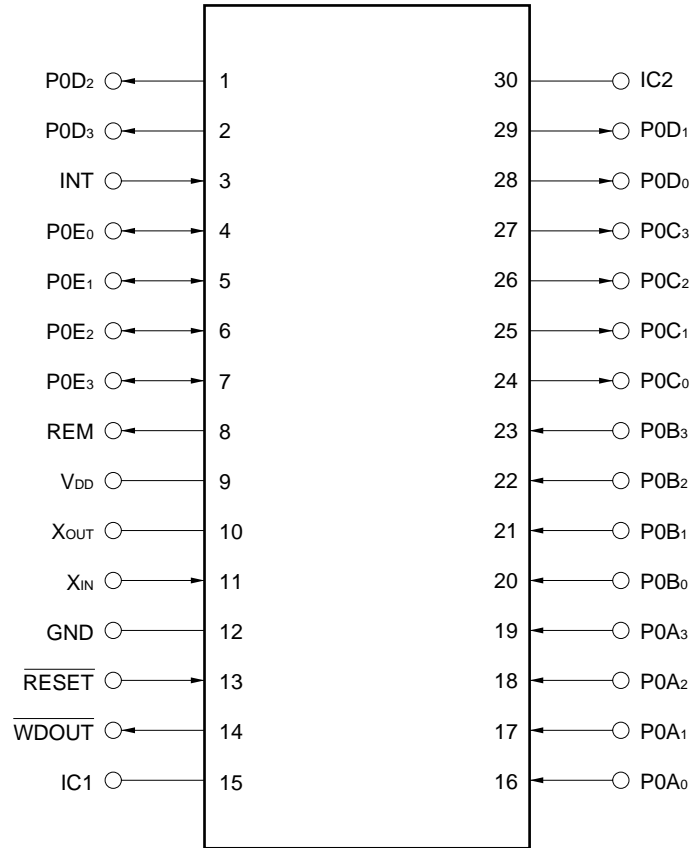 P0D₂ 1 30 IC2
P0D₃ 2 29 P0D₁
INT 3 28 P0D₀
P0E₀ 4 27 P0C₃
P0E₁ 5 26 P0C₂
P0E₂ 6 25 P0C₁
P0E₃ 7 24 P0C₀
REM 8 23 P0B₃
VDD 9 22 P0B₂
XOUT 10 21 P0B₁
XIN 11 20 P0B₀
GND 12 19 P0A₃
R̅E̅S̅E̅T̅ 13 18 P0A₂
W̅D̅O̅U̅T̅ 14 17 P0A₁
IC1 15 16 P0A₀